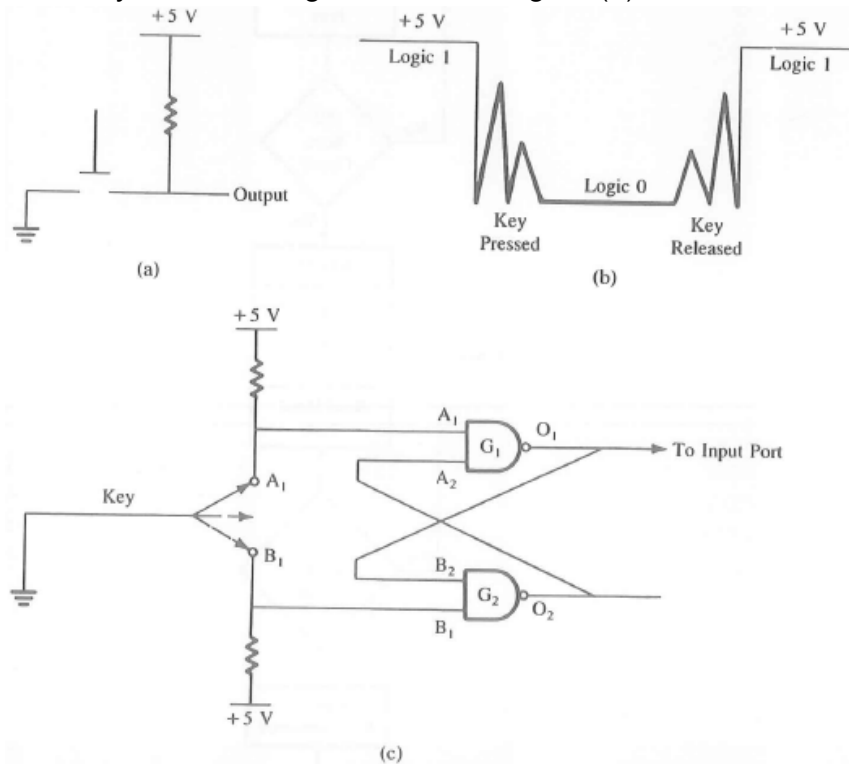 +5 V
Output
(a)
+5 V
Logic 1
+5 V
Logic 1
Logic 0
Key
Pressed
Key
Released
(b)
+5 V
A1
G1
O1
To Input Port
A2
Key
A1
B1
B2
G2
O2
B1
+5 V
(c)